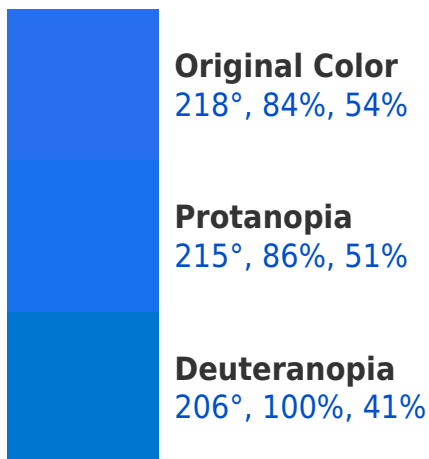 Original Color
218°, 84%, 54%
Protanopia
215°, 86%, 51%
Deuteranopia
206°, 100%, 41%